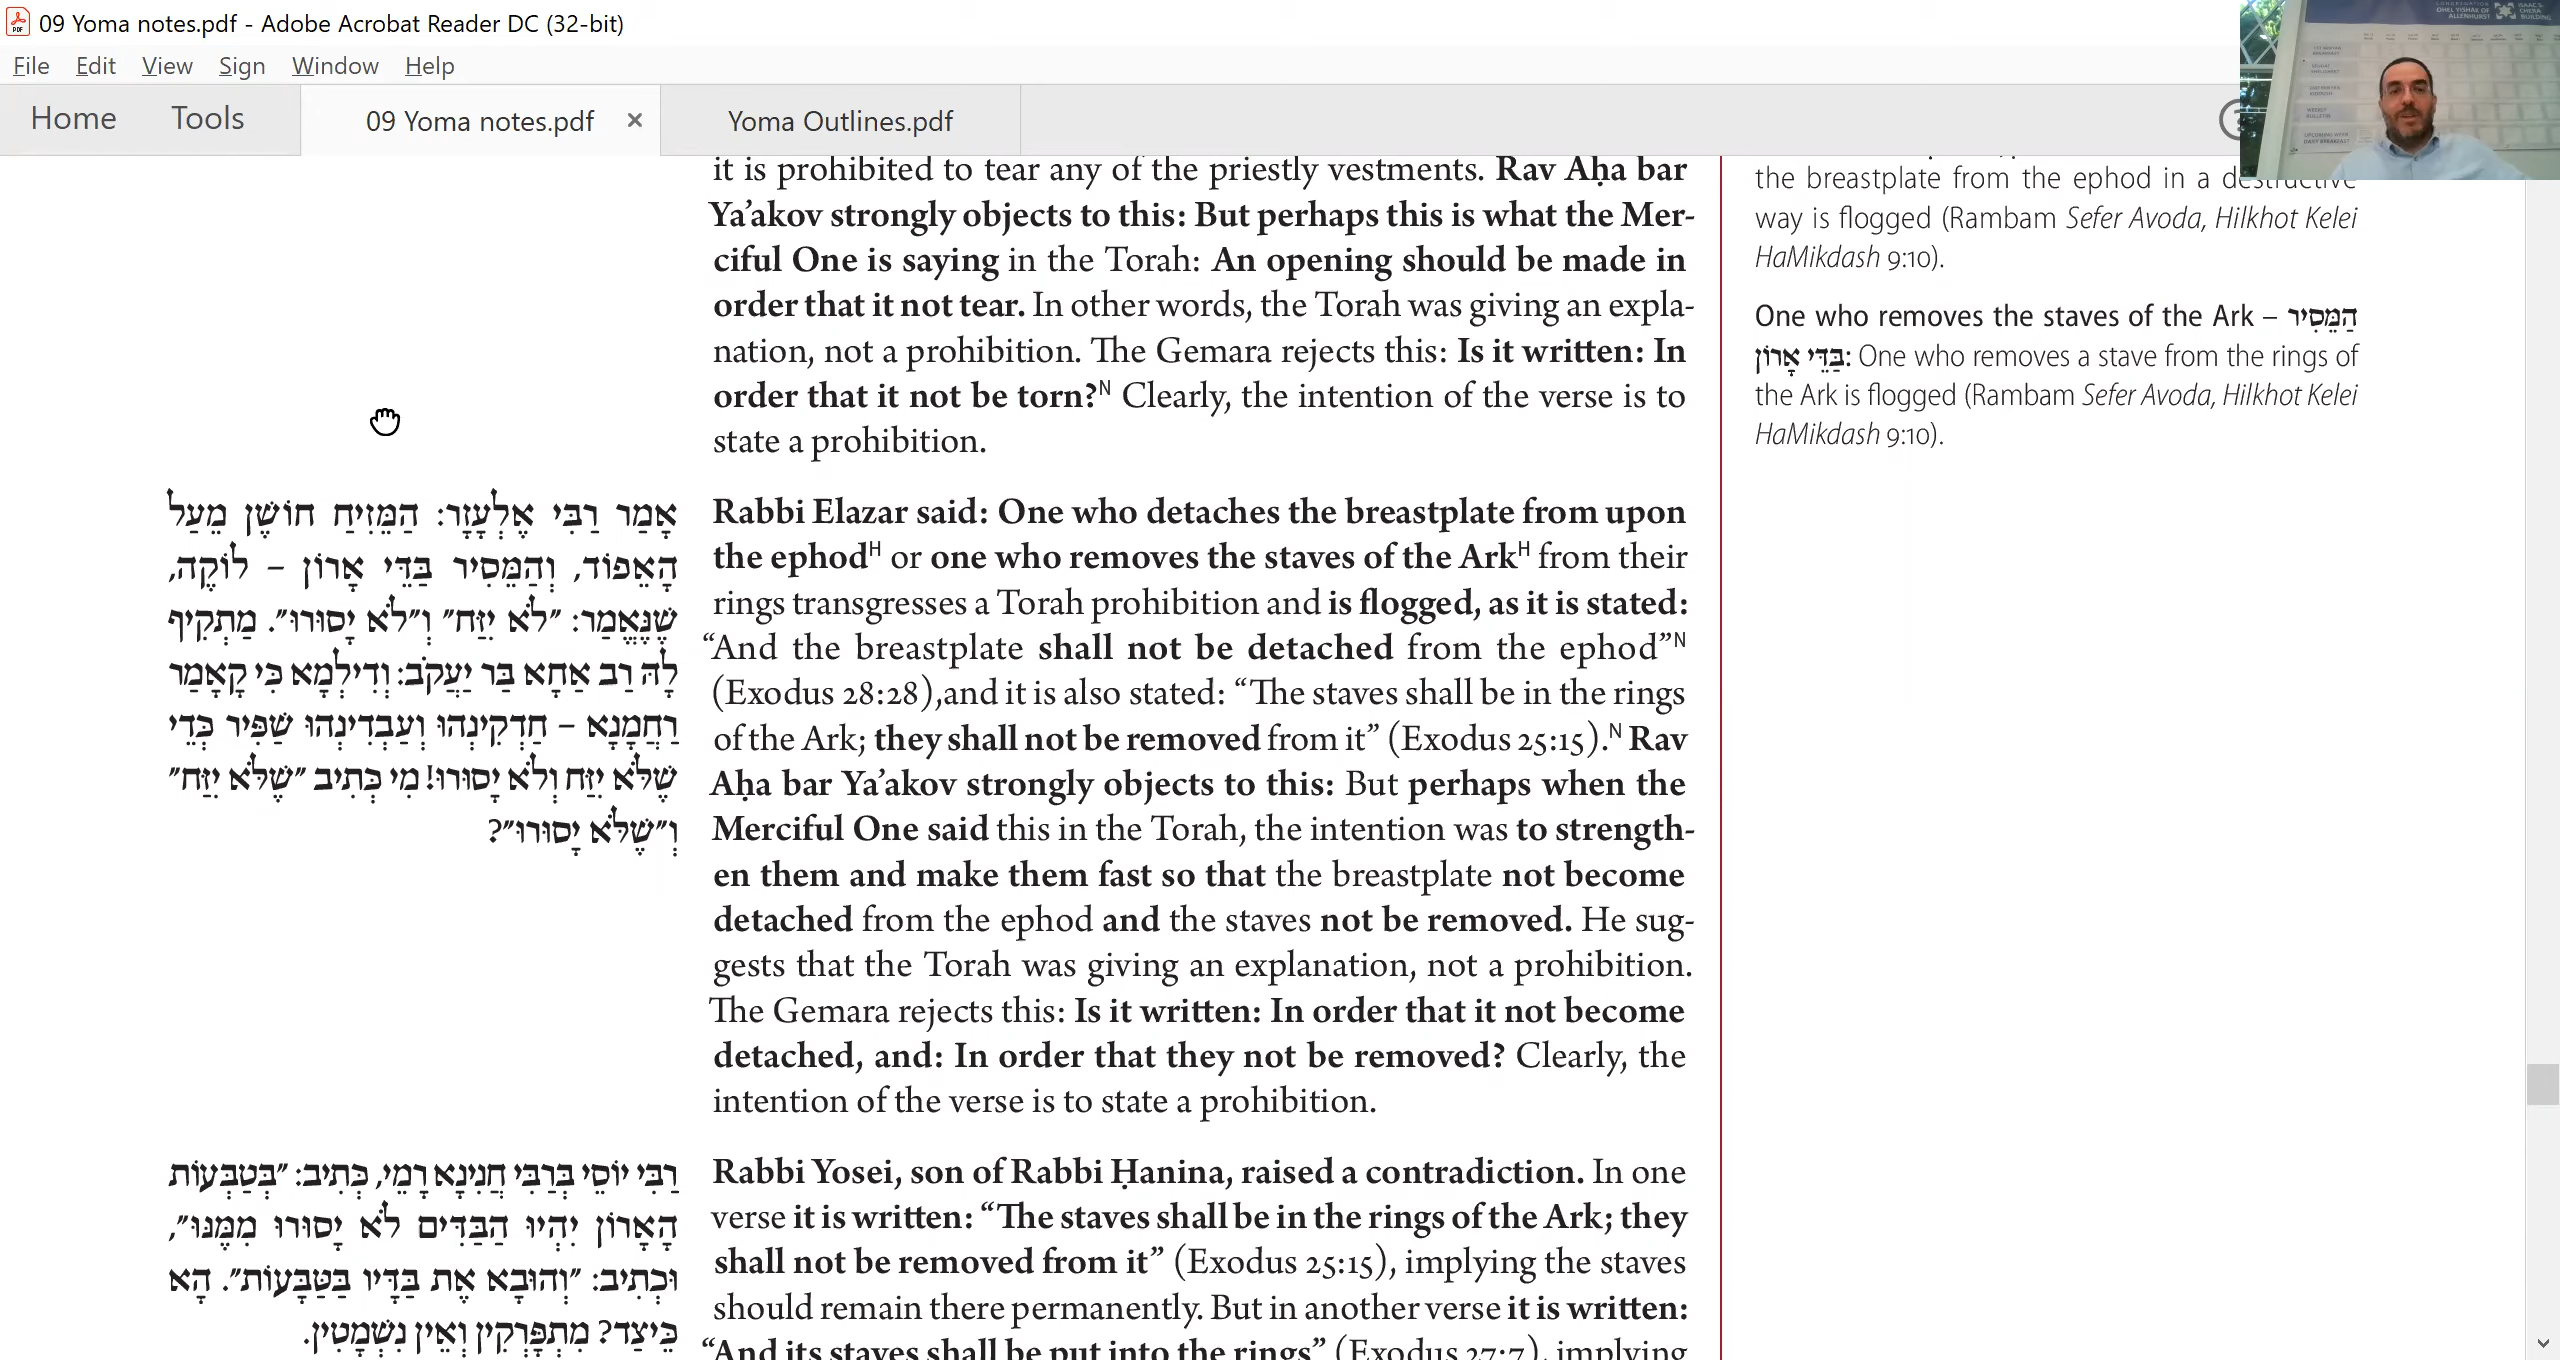 09 Yoma notes.pdf - Adobe Acrobat Reader DC (32-bit)
File Edit View Sign Window Help
Home Tools 09 Yoma notes.pdf × Yoma Outlines.pdf
it is prohibited to tear any of the priestly vestments. Rav Aḥa bar
Ya’akov strongly objects to this: But perhaps this is what the Mer-
ciful One is saying in the Torah: An opening should be made in
order that it not tear. In other words, the Torah was giving an expla-
nation, not a prohibition. The Gemara rejects this: Is it written: In
order that it not be torn?N Clearly, the intention of the verse is to
state a prohibition.
אָמַר רַבִּי אֶלְעָזָר: הַמֵּזִיחַ חוֹשֶׁן מֵעַל
הָאֵפוֹד, וְהַמֵּסִיר בַּדֵּי אָרוֹן – לוֹקֶה,
שֶׁנֶּאֱמַר: ״לֹא יִזַּח״ וְ״לֹא יָסוּרוּ״. מַתְקִיף
לָהּ רַב אַחָא בַּר יַעֲקֹב: וְדִילְמָא כִּי קָאָמַר
רַחֲמָנָא – חַדְּקִינְהוּ וְעַבְדִינְהוּ שַׁפִּיר כְּדֵי
שֶׁלֹּא יִזַּח וְלֹא יָסוּרוּ! מִי כְּתִיב ״שֶׁלֹּא יִזַּח״
וְ״שֶׁלֹּא יָסוּרוּ״?
Rabbi Elazar said: One who detaches the breastplate from upon
the ephodH or one who removes the staves of the ArkH from their
rings transgresses a Torah prohibition and is flogged, as it is stated:
“And the breastplate shall not be detached from the ephod”N
(Exodus 28:28),and it is also stated: “The staves shall be in the rings
of the Ark; they shall not be removed from it” (Exodus 25:15).N Rav
Aḥa bar Ya’akov strongly objects to this: But perhaps when the
Merciful One said this in the Torah, the intention was to strength-
en them and make them fast so that the breastplate not become
detached from the ephod and the staves not be removed. He sug-
gests that the Torah was giving an explanation, not a prohibition.
The Gemara rejects this: Is it written: In order that it not become
detached, and: In order that they not be removed? Clearly, the
intention of the verse is to state a prohibition.
רַבִּי יוֹסֵי בְּרַבִּי חֲנִינָא רָמֵי, כְּתִיב: ״בְּטַבְּעוֹת
הָאָרוֹן יִהְיוּ הַבַּדִּים לֹא יָסוּרוּ מִמֶּנּוּ״,
וּכְתִיב: ״וְהוּבָא אֶת בַּדָּיו בַּטַּבָּעוֹת״. הָא
כֵּיצַד? מִתְפָּרְקִין וְאֵין נִשְׁמָטִין.
Rabbi Yosei, son of Rabbi Ḥanina, raised a contradiction. In one
verse it is written: “The staves shall be in the rings of the Ark; they
shall not be removed from it” (Exodus 25:15), implying the staves
should remain there permanently. But in another verse it is written:
“And its staves shall be put into the rings” (Exodus 27:7), implying
the breastplate from the ephod in a destructive
way is flogged (Rambam Sefer Avoda, Hilkhot Kelei
HaMikdash 9:10).
One who removes the staves of the Ark – הַמֵּסִיר
בַּדֵּי אָרוֹן: One who removes a stave from the rings of
the Ark is flogged (Rambam Sefer Avoda, Hilkhot Kelei
HaMikdash 9:10).